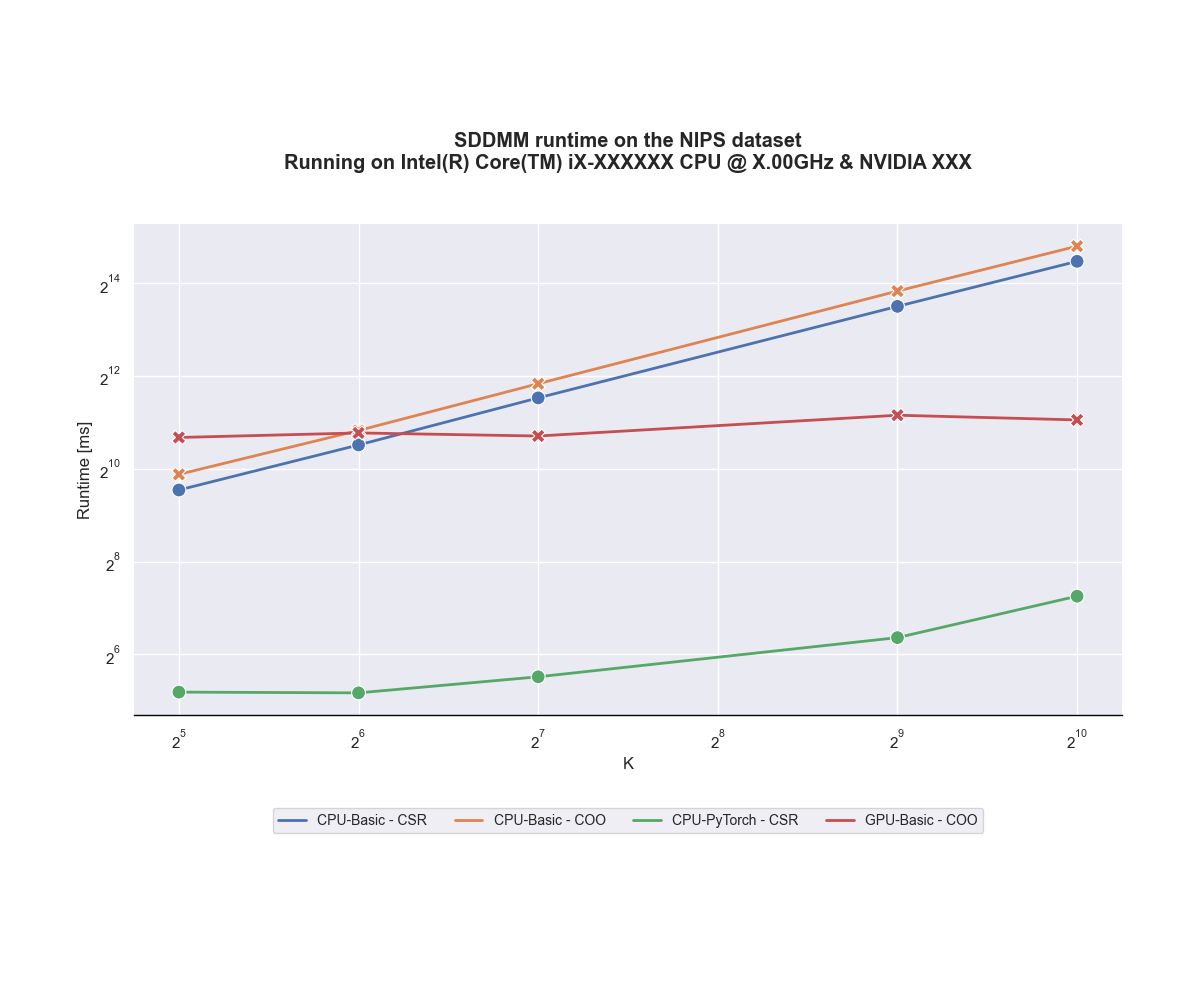 SDDMM runtime on the NIPS dataset
Running on Intel(R) Core(TM) iX-XXXXXX CPU @ X.00GHz & NVIDIA XXX
Runtime [ms]
2^14
2^12
2^10
2^8
2^6
2^5 2^6 2^7 2^8 2^9 2^10
K
CPU-Basic - CSR CPU-Basic - COO CPU-PyTorch - CSR GPU-Basic - COO